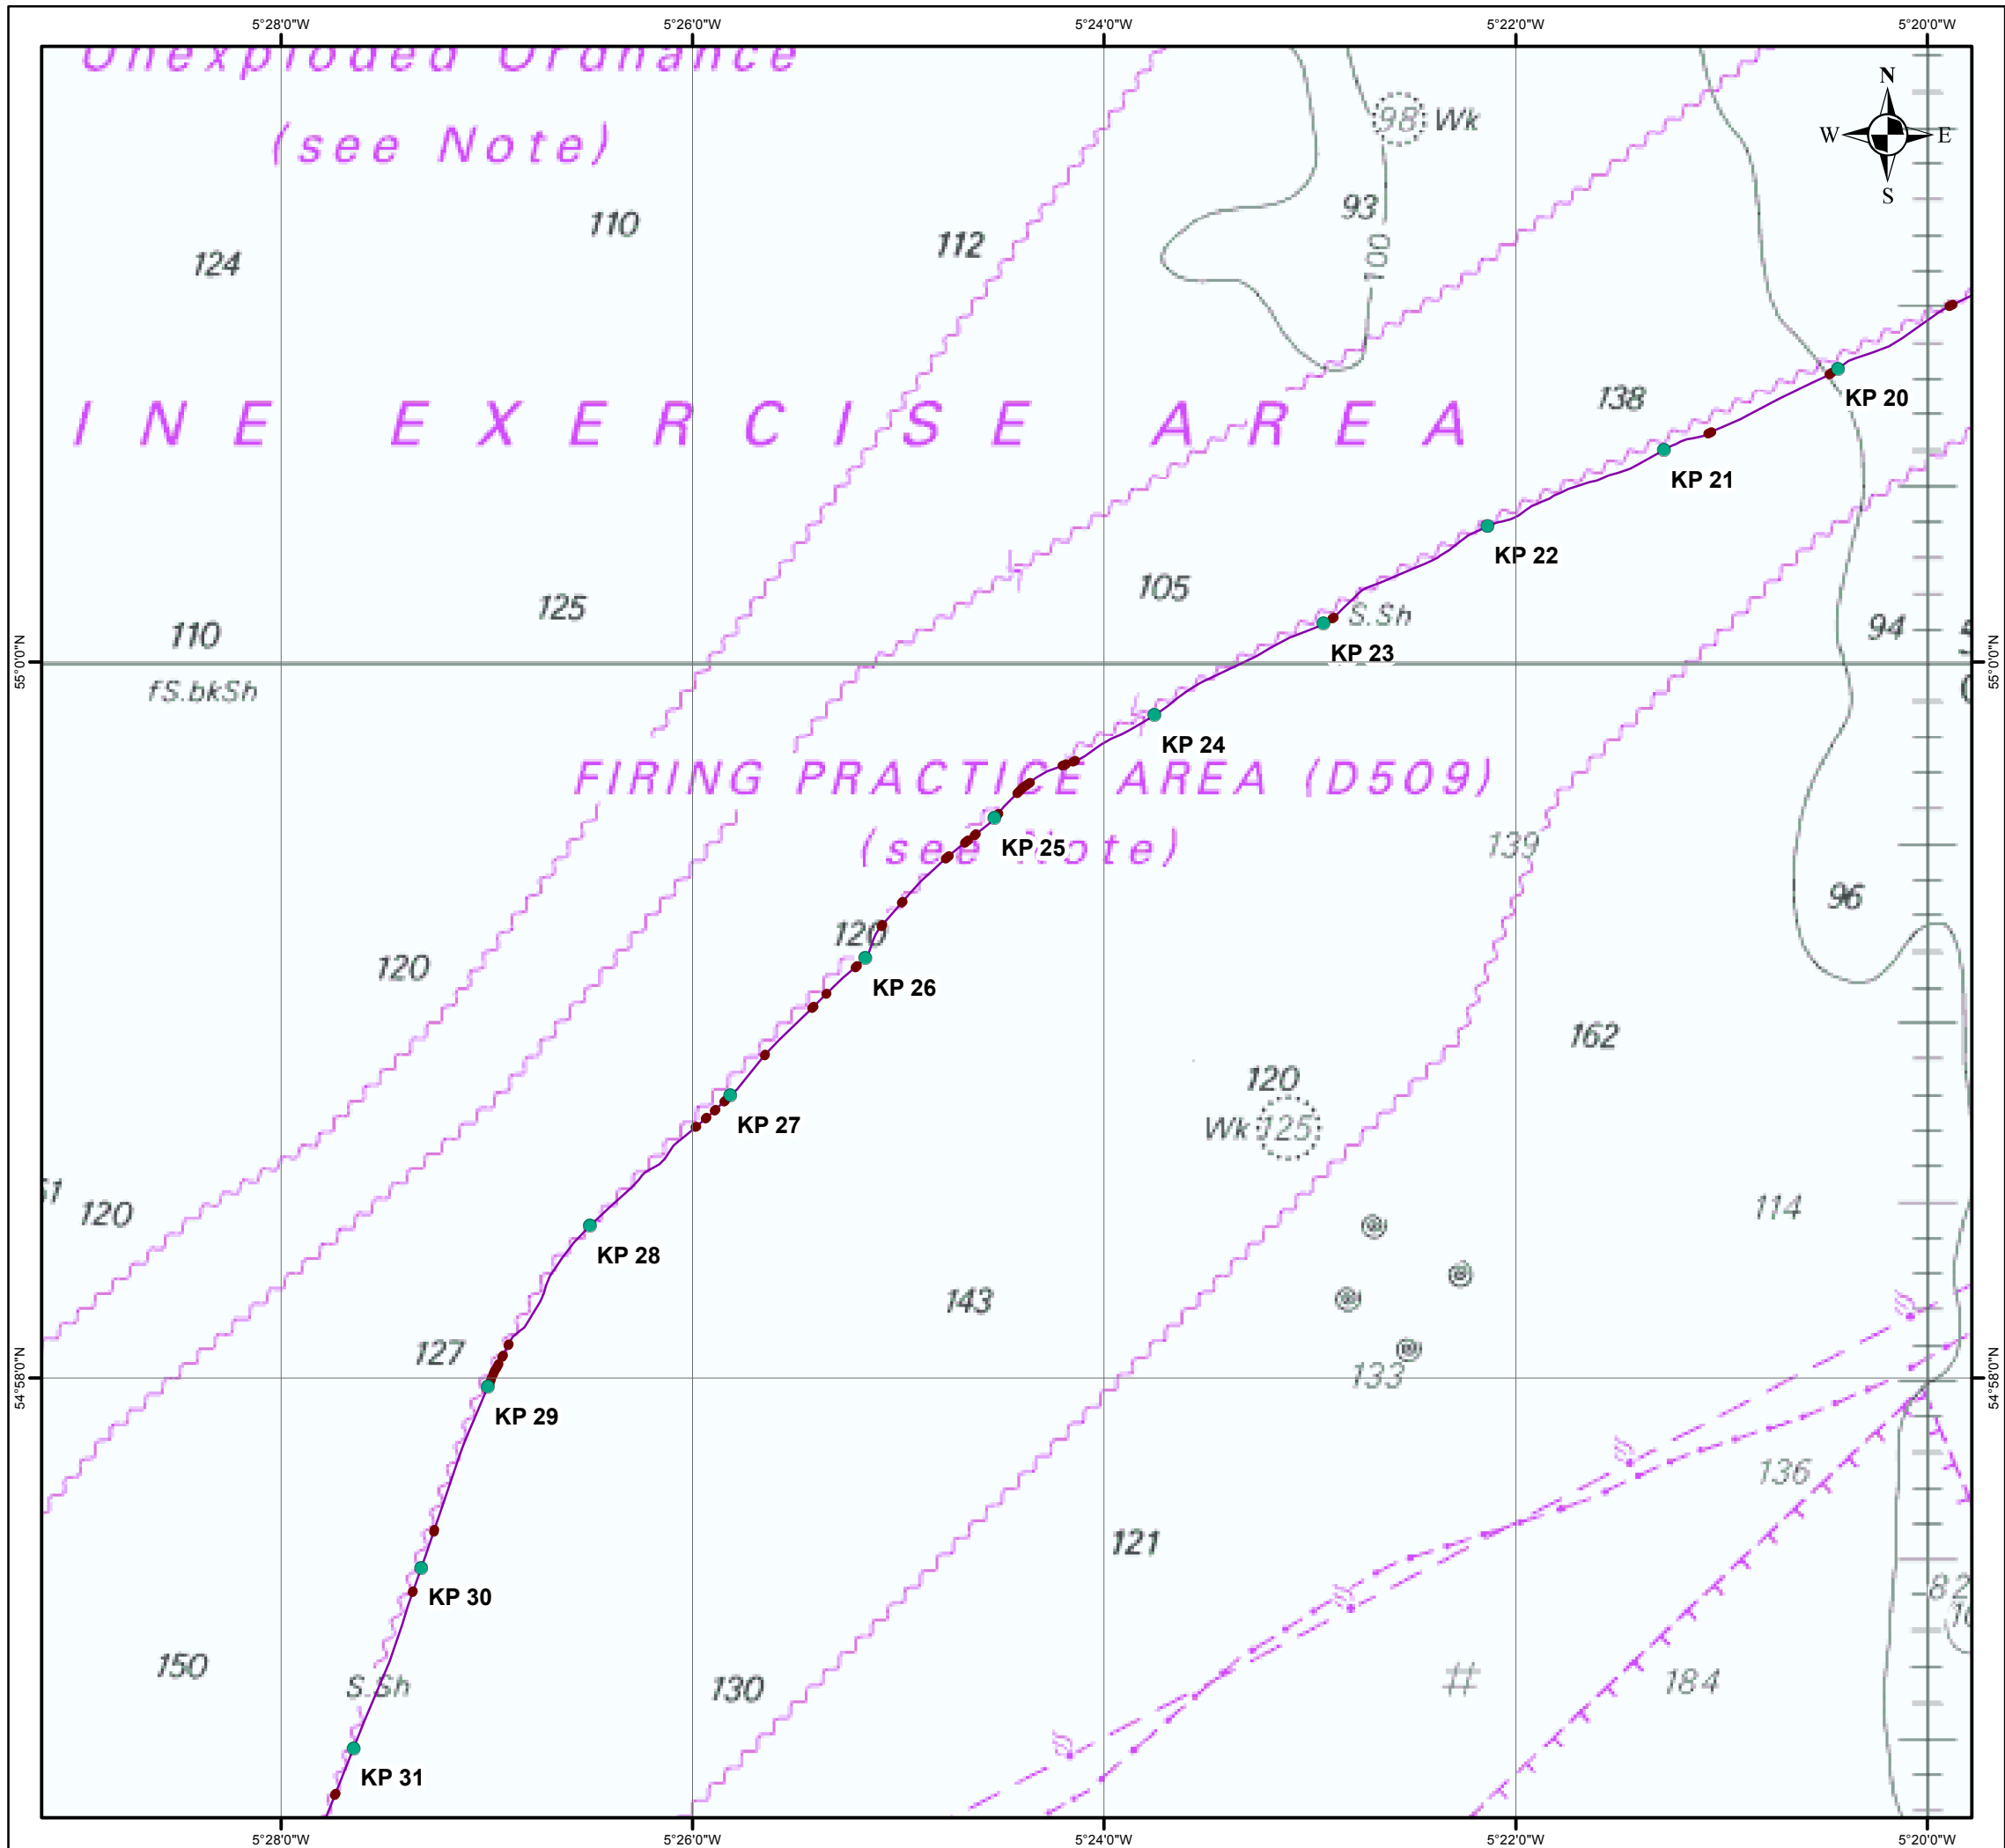 5°28'0"W 5°26'0"W 5°24'0"W 5°22'0"W 5°20'0"W
Unexploded Ordnance
N
98 Wk
W E
(see Note)
S
93
110
112
100
124
138
KP 20
INE EXERCISE AREA
KP 21
KP 22
105
125
S.Sh
94
110
KP 23
55°0'0"N 55°0'0"N
fS.bkSh
KP 24
FIRING PRACTICE AREA (D509)
139
(see Note)
KP 25
96
120
120
KP 26
162
120
KP 27
Wk 125
51
120
114
KP 28
143
127
133
54°58'0"N 54°58'0"N
KP 29
136
121
82
KP 30
150
184
S.Sh
130
KP 31
5°28'0"W 5°26'0"W 5°24'0"W 5°22'0"W 5°20'0"W